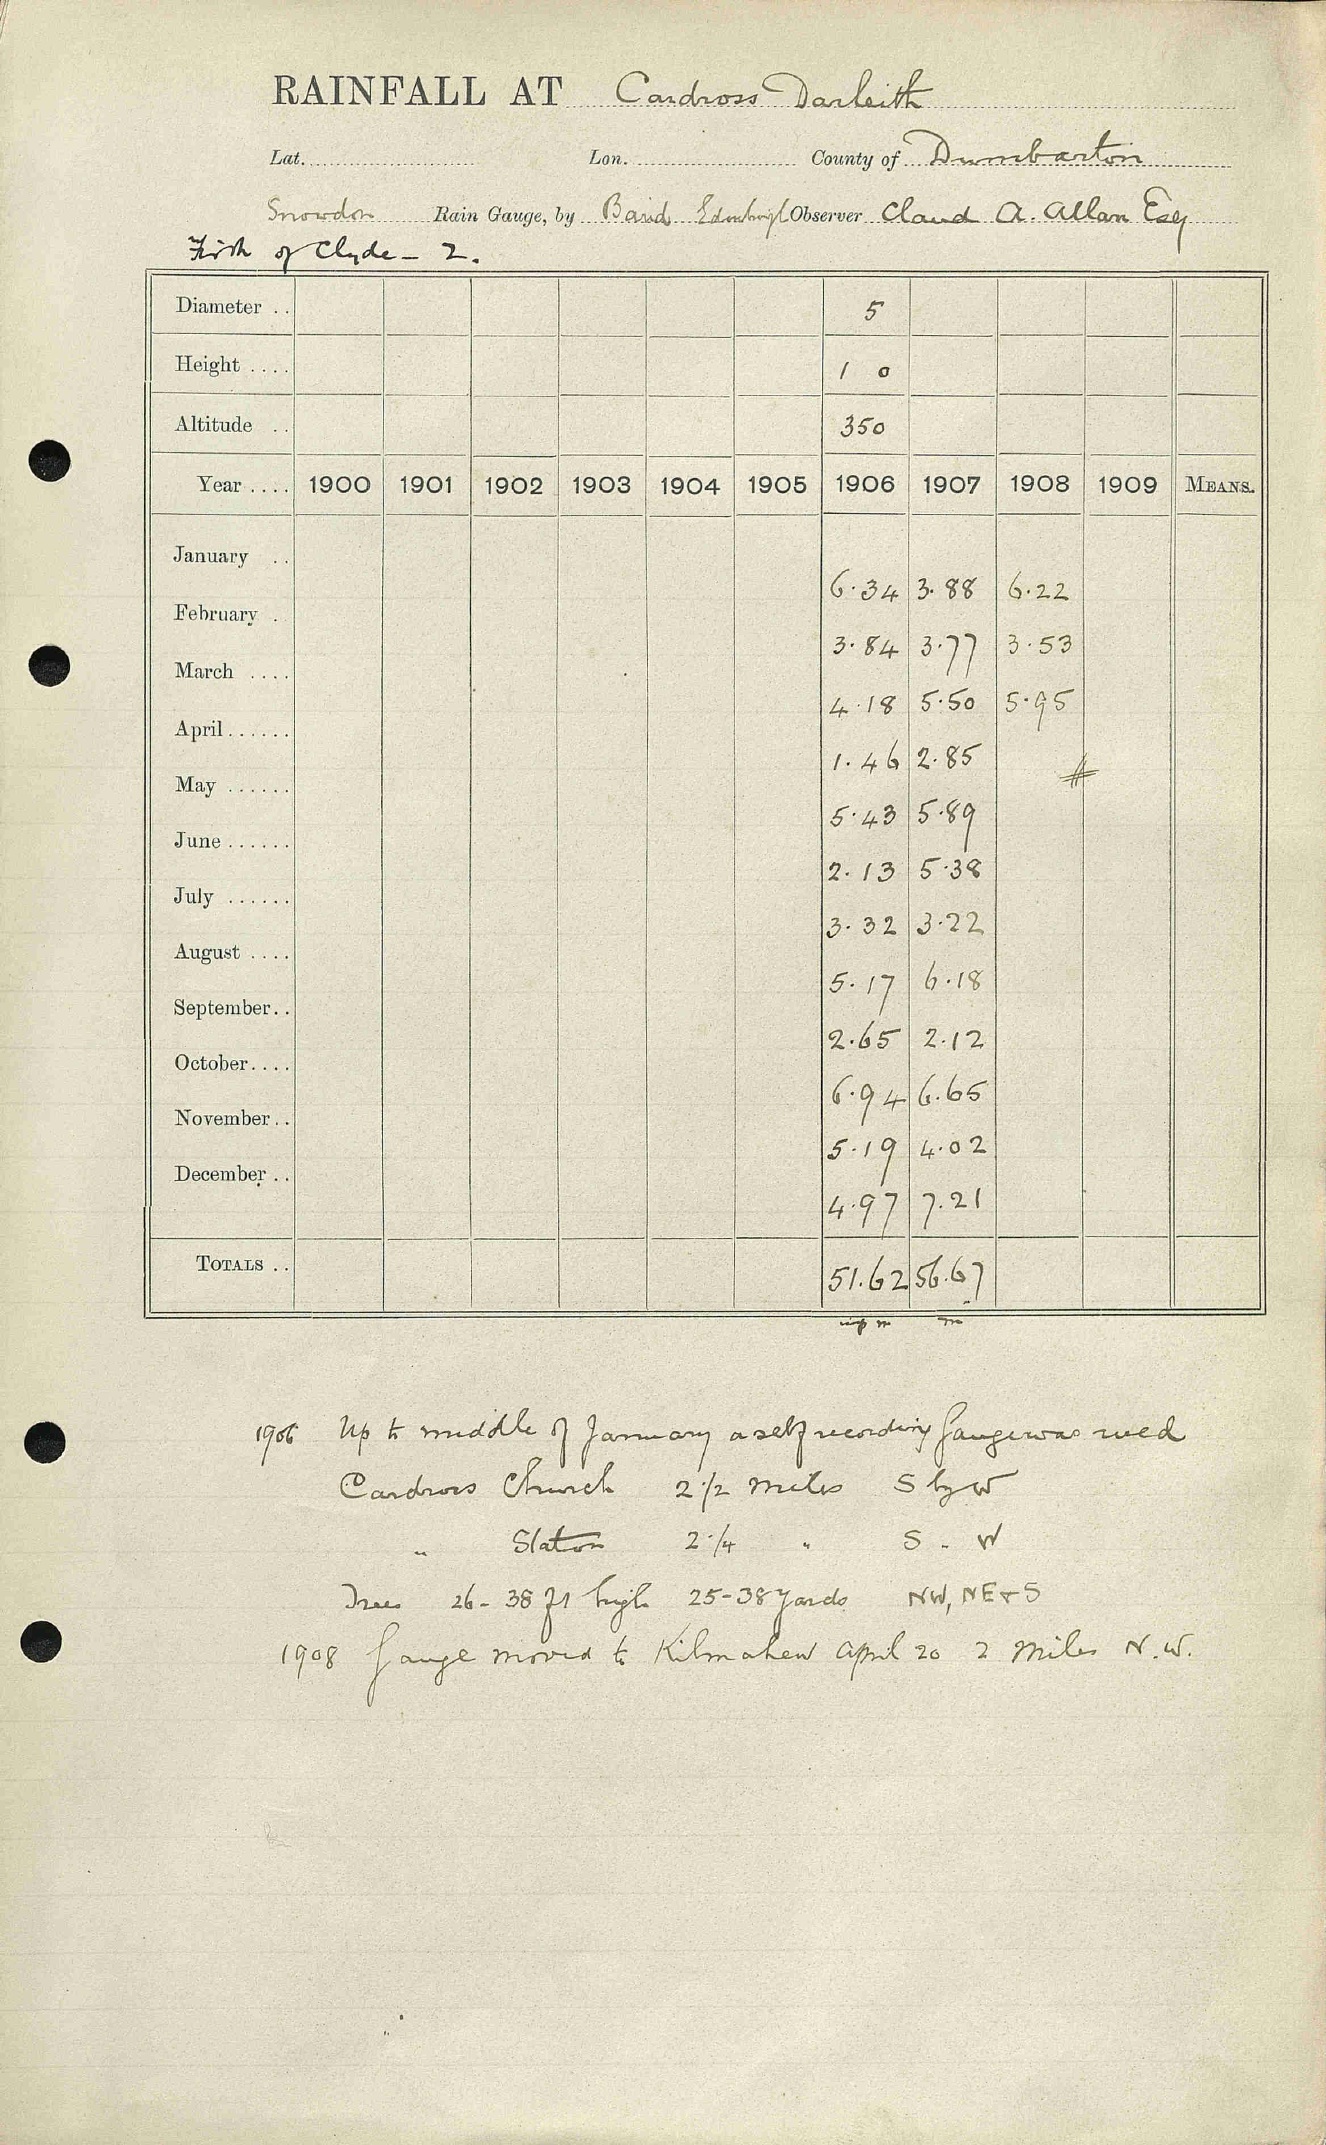 RAINFALL AT Cardross Darleith
Lat. Lon. County of Dumbarton
Snowdon Rain Gauge, by Baird Edinburgh Observer Claud A. Allan Esq
Firth of Clyde - 2.
Diameter .. 5
Height .... 1 0
Altitude .. 350
Year .... 1900 1901 1902 1903 1904 1905 1906 1907 1908 1909 MEANS.
January .. 6.34 3.88 6.22
February . 3.84 3.77 3.53
March .... 4.18 5.50 5.95
April ...... 1.46 2.85 #
May ...... 5.43 5.89
June ...... 2.13 5.38
July ...... 3.32 3.22
August .... 5.17 6.18
September .. 2.65 2.12
October .... 6.94 6.65
November .. 5.19 4.02
December .. 4.97 7.21
TOTALS .. 51.62 56.67
1906 Up to middle of January a self recording gauge was used
Cardross Church 2 1/2 miles S by W
" Station 2 1/4 " S . W
Trees 26-38 ft high 25-38 yards NW, NE & S
1908 Gauge moved to Kilmahew April 20 2 Miles N.W.